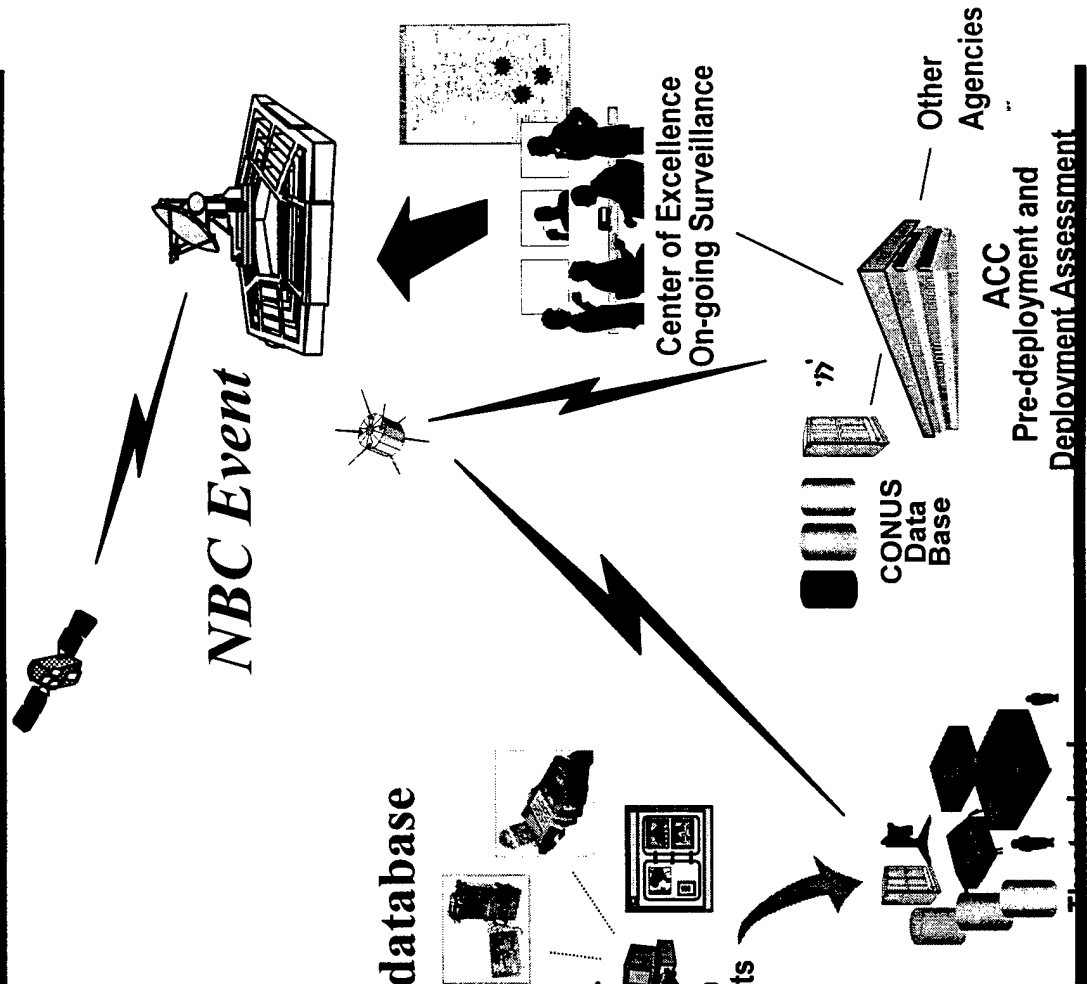 NBC Event
database
Center of Excellence
On-going Surveillance
Other
Agencies
CONUS
Data
Base
ACC
Pre-deployment and
Deployment Assessment
ts